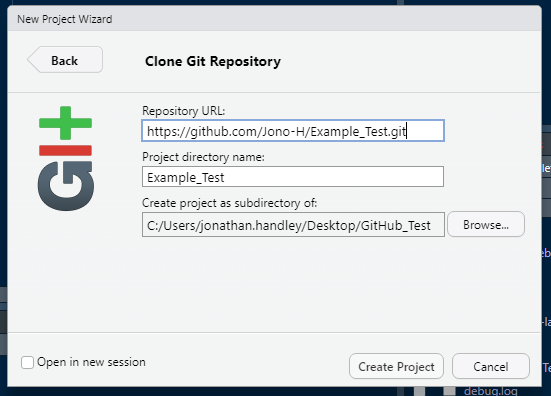 New Project Wizard
Back
Clone Git Repository
git
Repository URL:
https://github.com/Jono-H/Example_Test.git
Project directory name:
Example_Test
Create project as subdirectory of:
C:/Users/jonathan.handley/Desktop/GitHub_Test
Browse...
Open in new session
Create Project
Cancel
debug.log